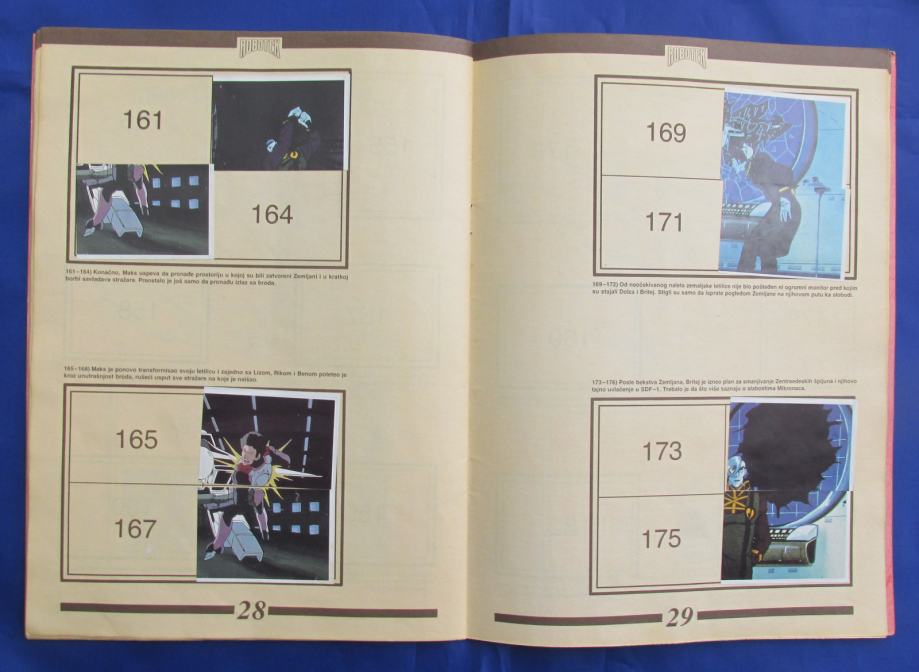 ROBOTEK
161
164
161–164) Konačno, Maks uspeva da pronađe prostoriju u kojoj su bili zatvoreni Zemljani i u kratkoj
borbi savladava stražare. Preostalo je još samo da pronađu izlaz sa broda.
165–168) Maks je ponovo transformisao svoju letilicu i zajedno sa Lizom, Rikom i Benom poleteo je
kroz unutrašnjost broda, rušeći usput sve stražare na koje je naišao.
165
167
28
ROBOTEK
169
171
169–172) Od neočekivanog naleta zemaljske letilice nije bio pošteđen ni ogromni monitor pred kojim
su stajali Dolza i Britej. Stigli su samo da isprate pogledom Zemljane na njihovom putu ka slobodi.
173–176) Posle bekstva Zemljana, Britej je izneo plan za smanjivanje Zentraedeskih špijuna i njihovo
tajno uvlačenje u SDF–1. Trebalo je da što više saznaju o slabostima Mikronaca.
173
175
29